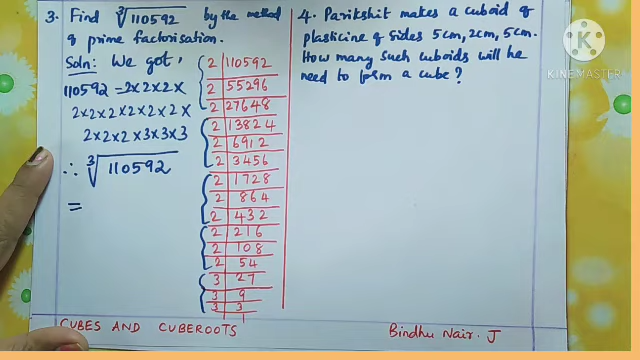 3. Find ∛110592 by the method
of prime factorisation.
Soln: We got,
110592 = 2×2×2×
2×2×2×2×2×2×
2×2×2×3×3×3
∴ ∛110592
=
2 | 110592
2 | 55296
2 | 27648
2 | 13824
2 | 6912
2 | 3456
2 | 1728
2 | 864
2 | 432
2 | 216
2 | 108
2 | 54
3 | 27
3 | 9
3 | 3
1
4. Parikshit makes a cuboid of
plasticine of sides 5cm, 2cm, 5cm.
How many such cuboids will he
need to form a cube?
KINEMASTER
CUBES AND CUBEROOTS
Bindhu Nair. J